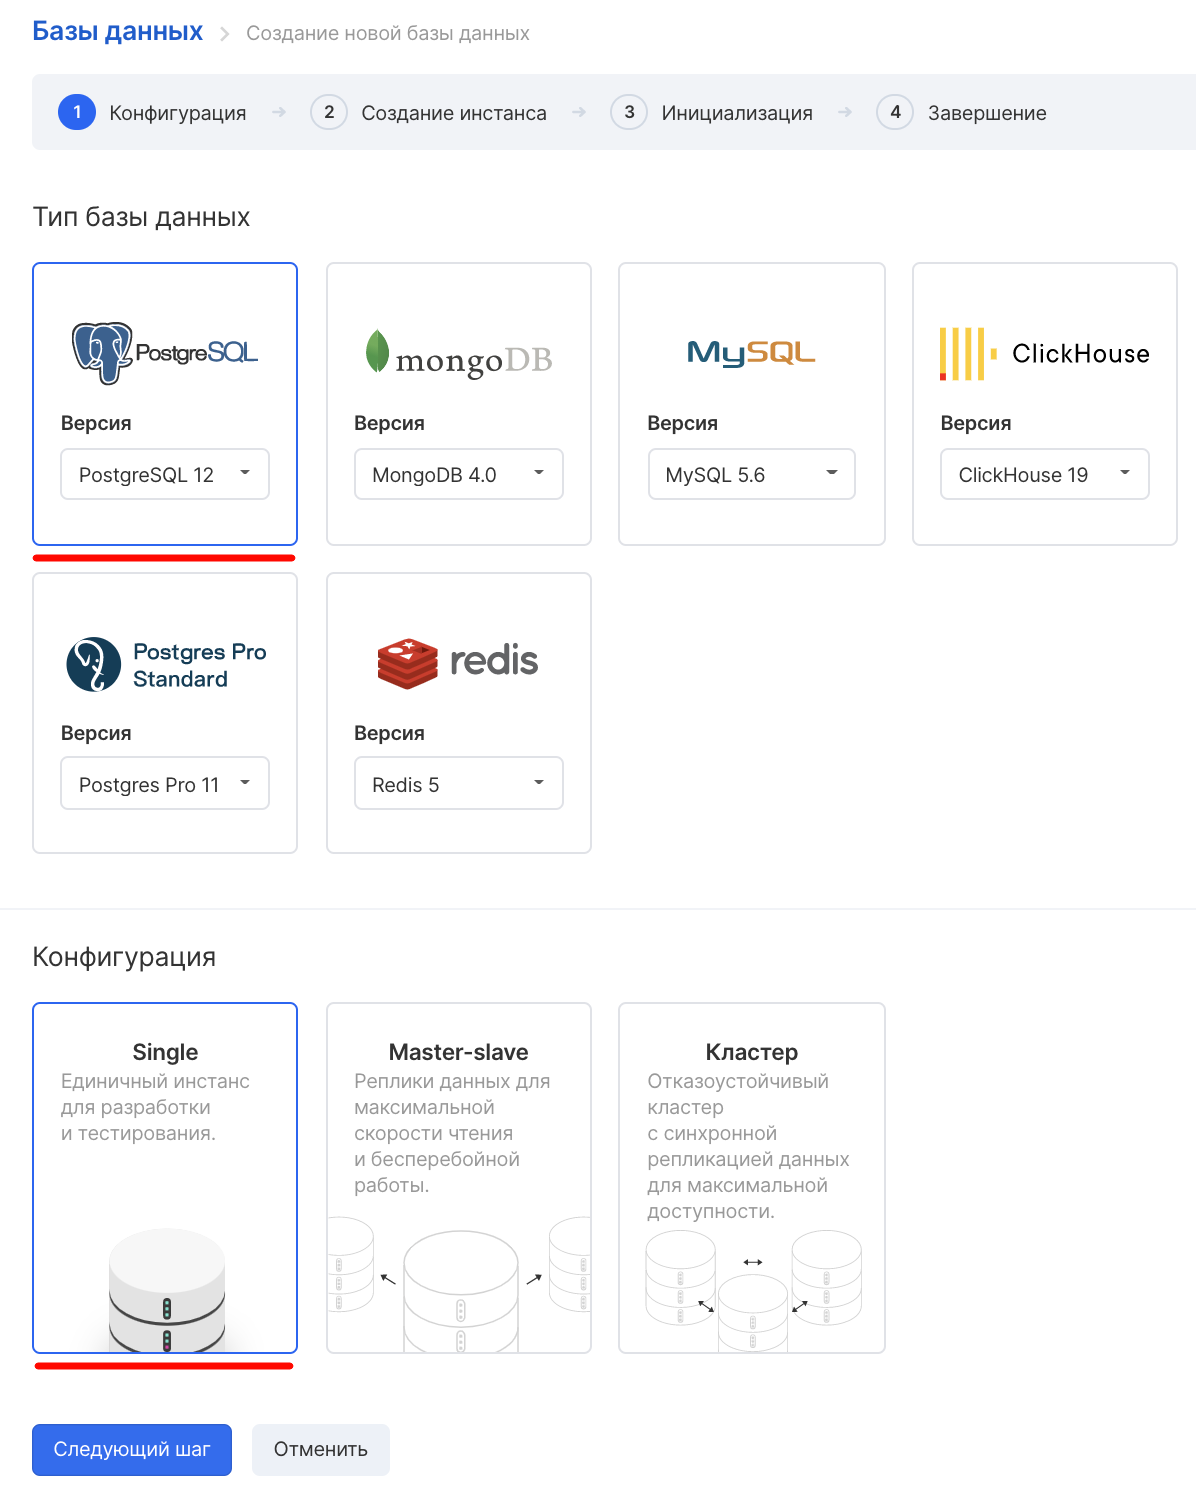 Базы данных
Создание новой базы данных
1 Конфигурация
2 Создание инстанса
3 Инициализация
4 Завершение
Тип базы данных
PostgreSQL
mongoDB
MySQL
ClickHouse
Версия
Версия
Версия
Версия
PostgreSQL 12
MongoDB 4.0
MySQL 5.6
ClickHouse 19
Postgres Pro
Standard
redis
Версия
Версия
Postgres Pro 11
Redis 5
Конфигурация
Single
Единичный инстанс
для разработки
и тестирования.
Master-slave
Реплики данных для
максимальной
скорости чтения
и бесперебойной
работы.
Кластер
Отказоустойчивый
кластер
с синхронной
репликацией данных
для максимальной
доступности.
Следующий шаг
Отменить